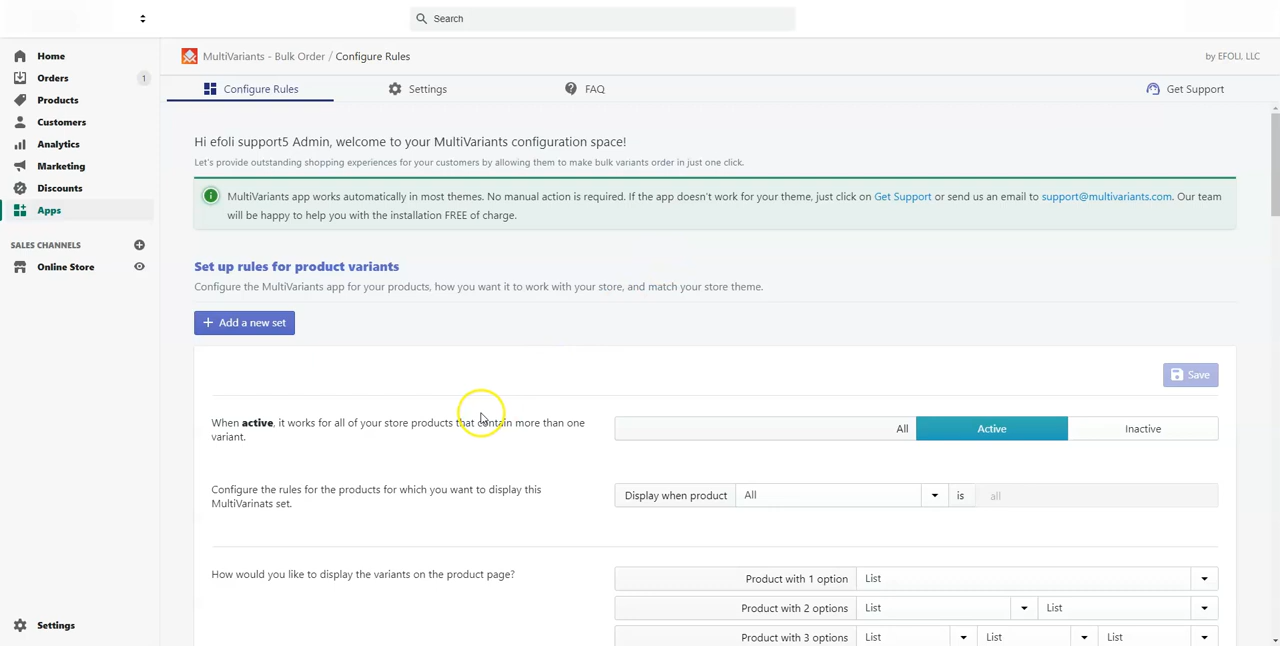 Search
Home
Orders 1
Products
Customers
Analytics
Marketing
Discounts
Apps
SALES CHANNELS
Online Store
Settings
MultiVariants - Bulk Order / Configure Rules
by EFOLI, LLC
Configure Rules
Settings
FAQ
Get Support
Hi efoli support5 Admin, welcome to your MultiVariants configuration space!
Let's provide outstanding shopping experiences for your customers by allowing them to make bulk variants order in just one click.
MultiVariants app works automatically in most themes. No manual action is required. If the app doesn't work for your theme, just click on Get Support or send us an email to support@multivariants.com. Our team
will be happy to help you with the installation FREE of charge.
Set up rules for product variants
Configure the MultiVariants app for your products, how you want it to work with your store, and match your store theme.
+ Add a new set
Save
When active, it works for all of your store products that contain more than one
variant.
All Active Inactive
Configure the rules for the products for which you want to display this
MultiVarinats set.
Display when product All is all
How would you like to display the variants on the product page?
Product with 1 option List
Product with 2 options List List
Product with 3 options List List List